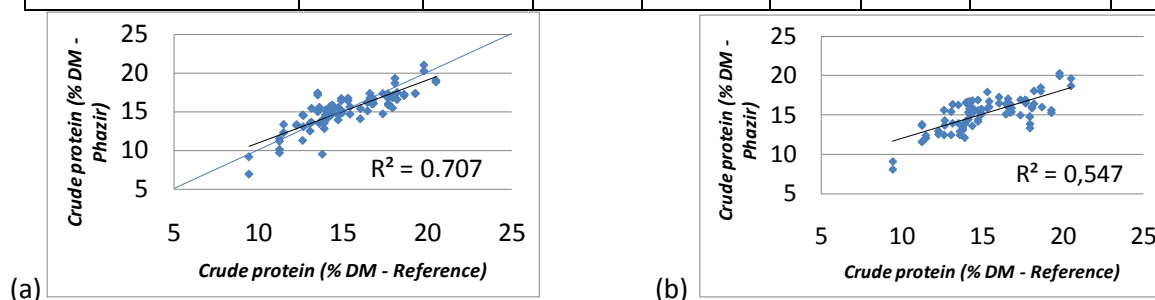 Crude protein (% DM -
Phazir)
25
20
15
10
5
R² = 0.707
5 10 15 20 25
Crude protein (% DM - Reference)
(a)
Crude protein (% DM -
Phazir)
25
20
15
10
5
R² = 0,547
5 10 15 20 25
Crude protein (% DM - Reference)
(b)